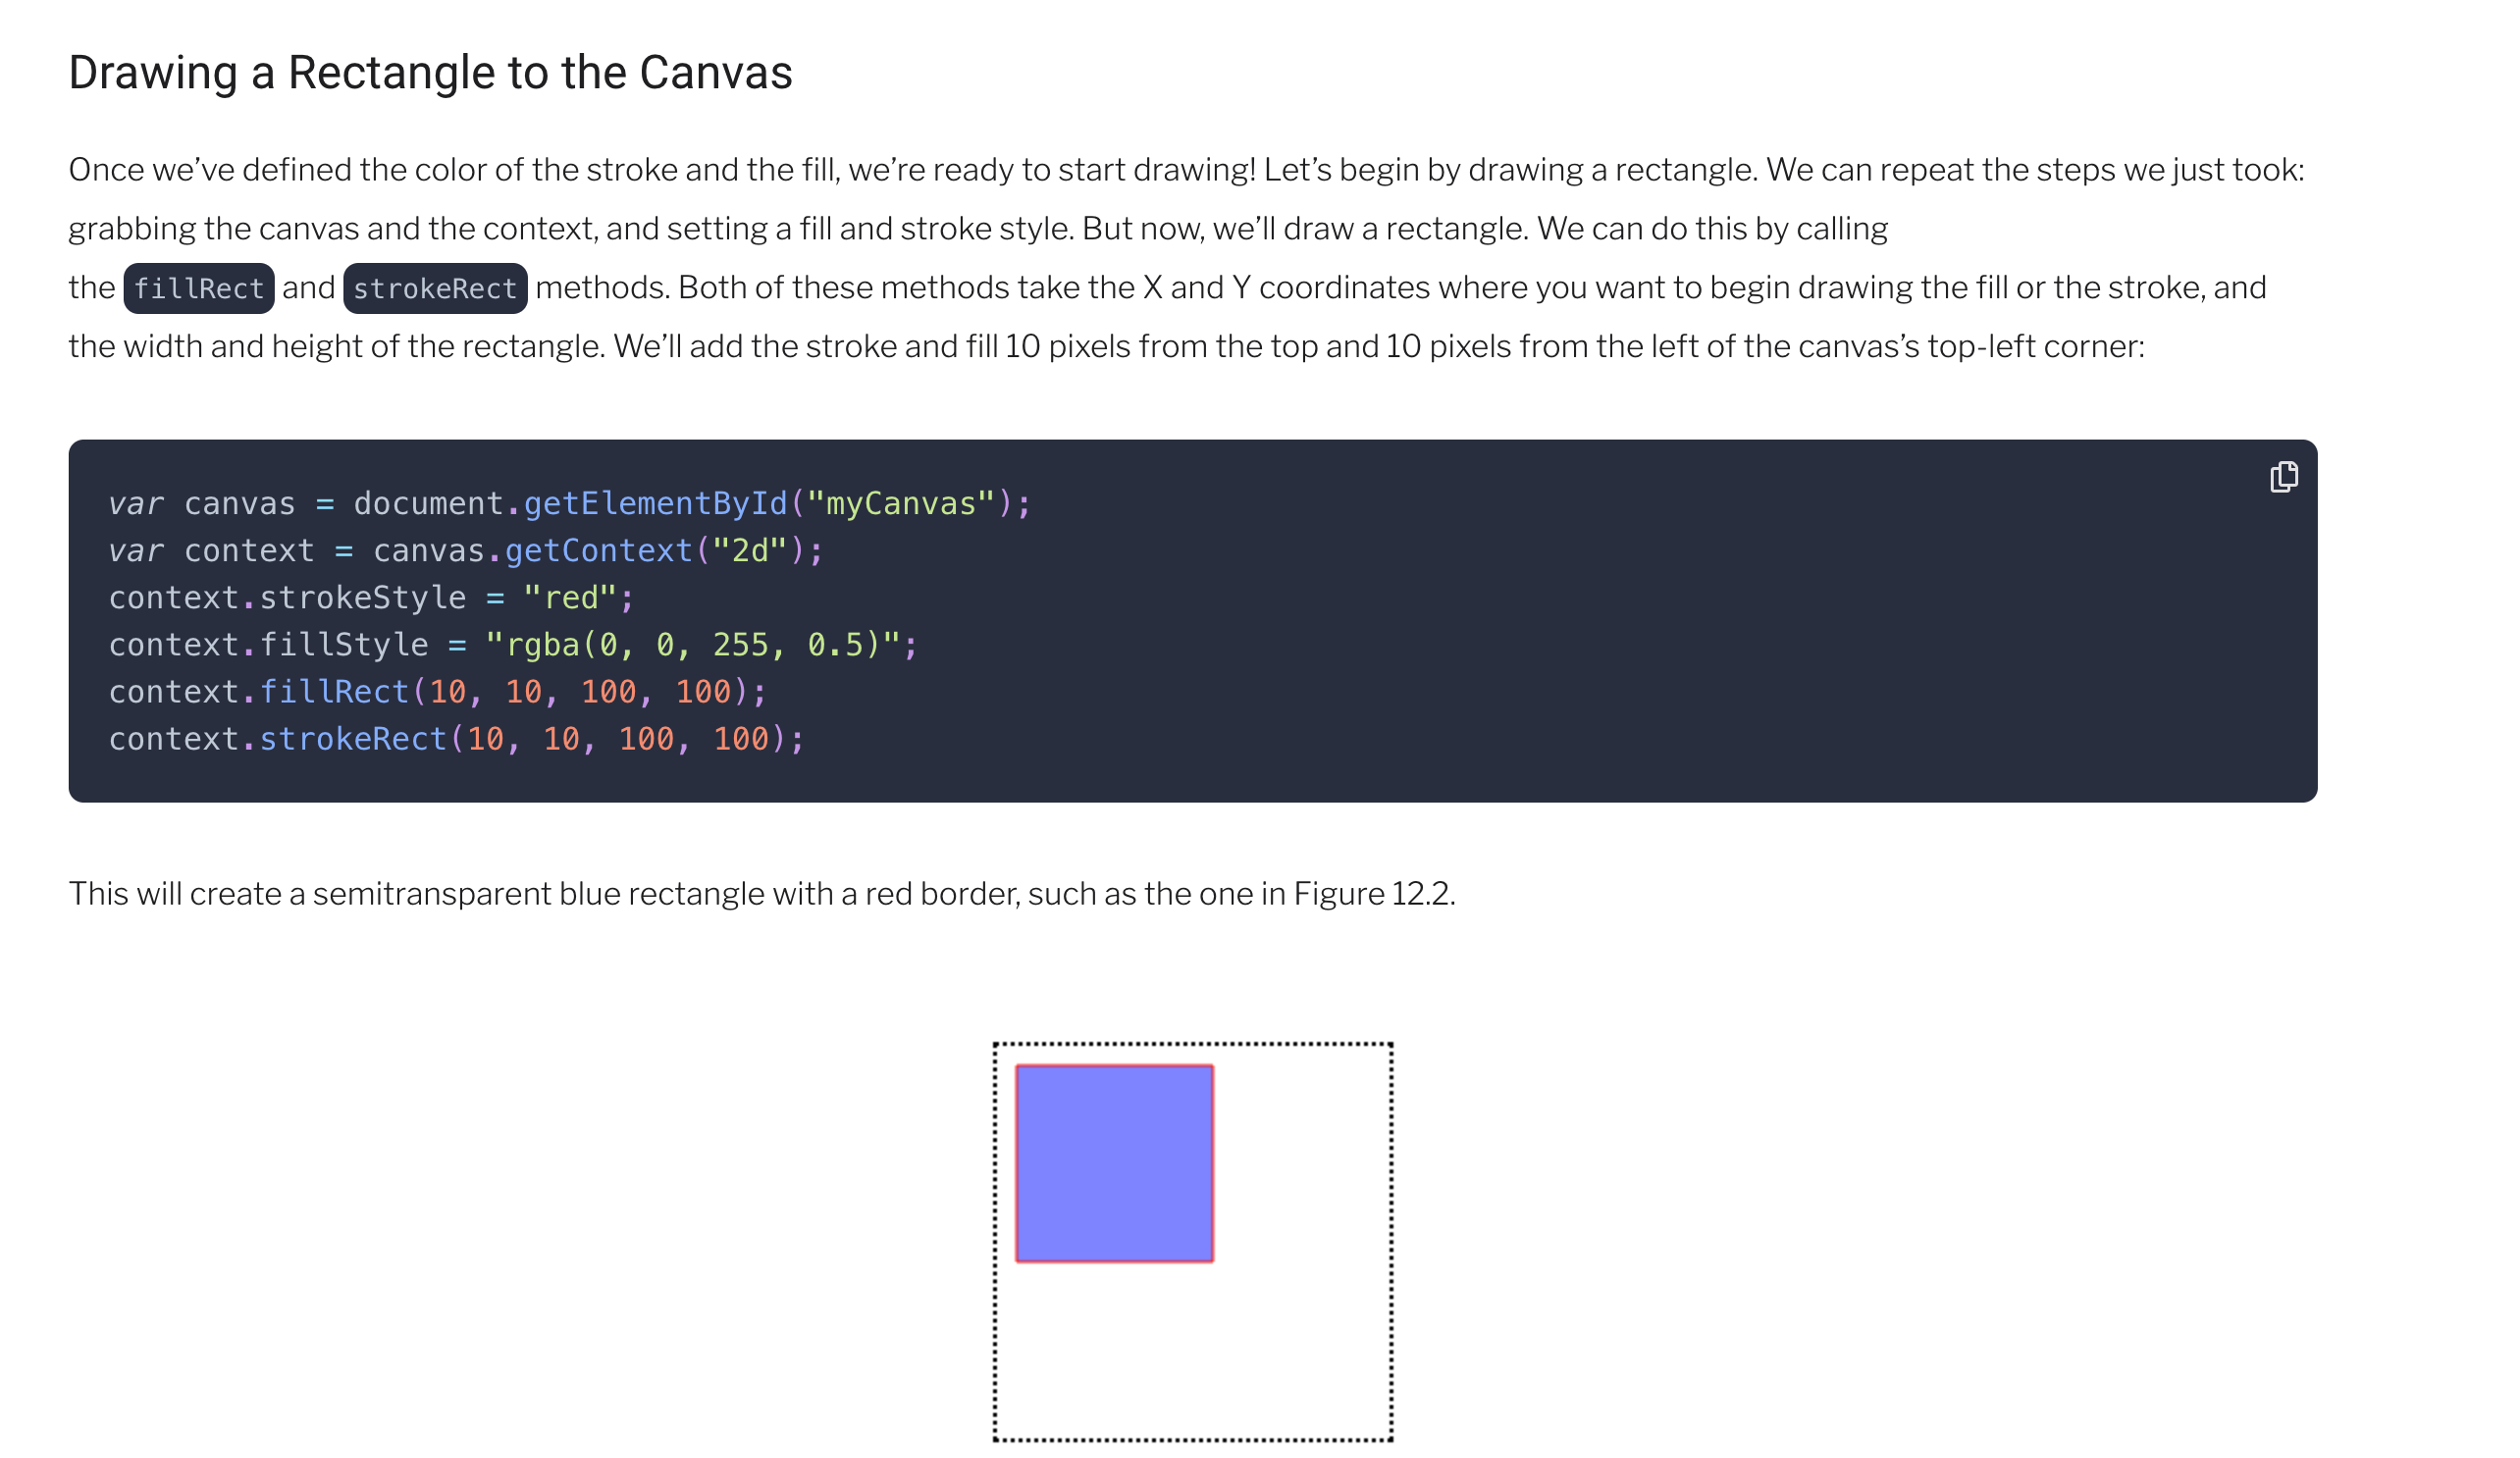 Drawing a Rectangle to the Canvas
Once we’ve defined the color of the stroke and the fill, we’re ready to start drawing! Let’s begin by drawing a rectangle. We can repeat the steps we just took:
grabbing the canvas and the context, and setting a fill and stroke style. But now, we’ll draw a rectangle. We can do this by calling
the fillRect and strokeRect methods. Both of these methods take the X and Y coordinates where you want to begin drawing the fill or the stroke, and
the width and height of the rectangle. We’ll add the stroke and fill 10 pixels from the top and 10 pixels from the left of the canvas’s top-left corner:
var canvas = document.getElementById("myCanvas");
var context = canvas.getContext("2d");
context.strokeStyle = "red";
context.fillStyle = "rgba(0, 0, 255, 0.5)";
context.fillRect(10, 10, 100, 100);
context.strokeRect(10, 10, 100, 100);
This will create a semitransparent blue rectangle with a red border, such as the one in Figure 12.2.